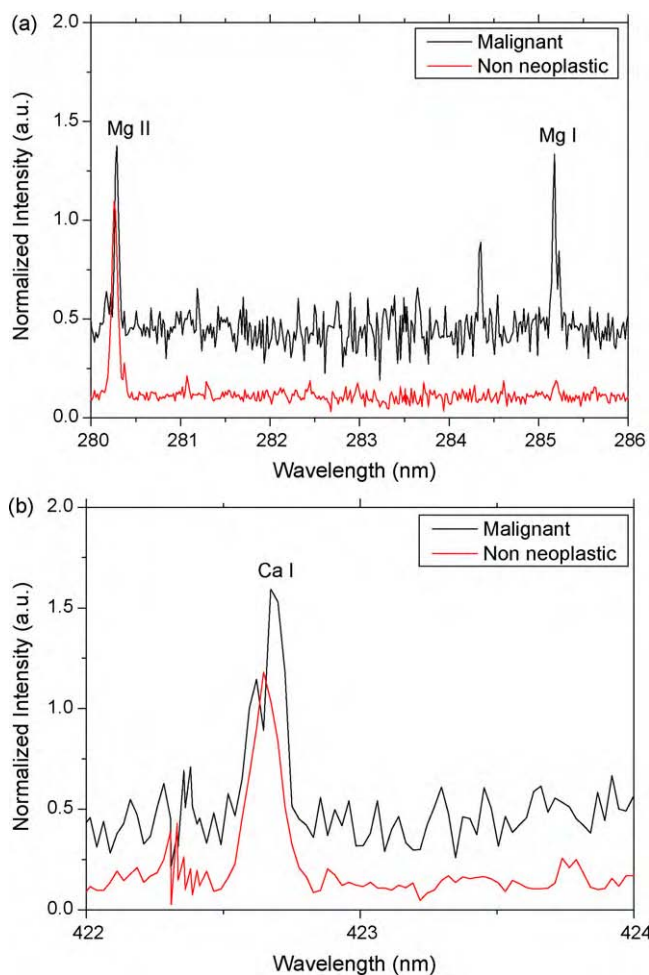 (a)
2.0
1.5
1.0
0.5
0.0
Normalized Intensity (a.u.)
Malignant
Non neoplastic
Mg II
Mg I
280 281 282 283 284 285 286
Wavelength (nm)
(b)
2.0
1.5
1.0
0.5
0.0
Normalized Intensity (a.u.)
Malignant
Non neoplastic
Ca I
422 423 424
Wavelength (nm)